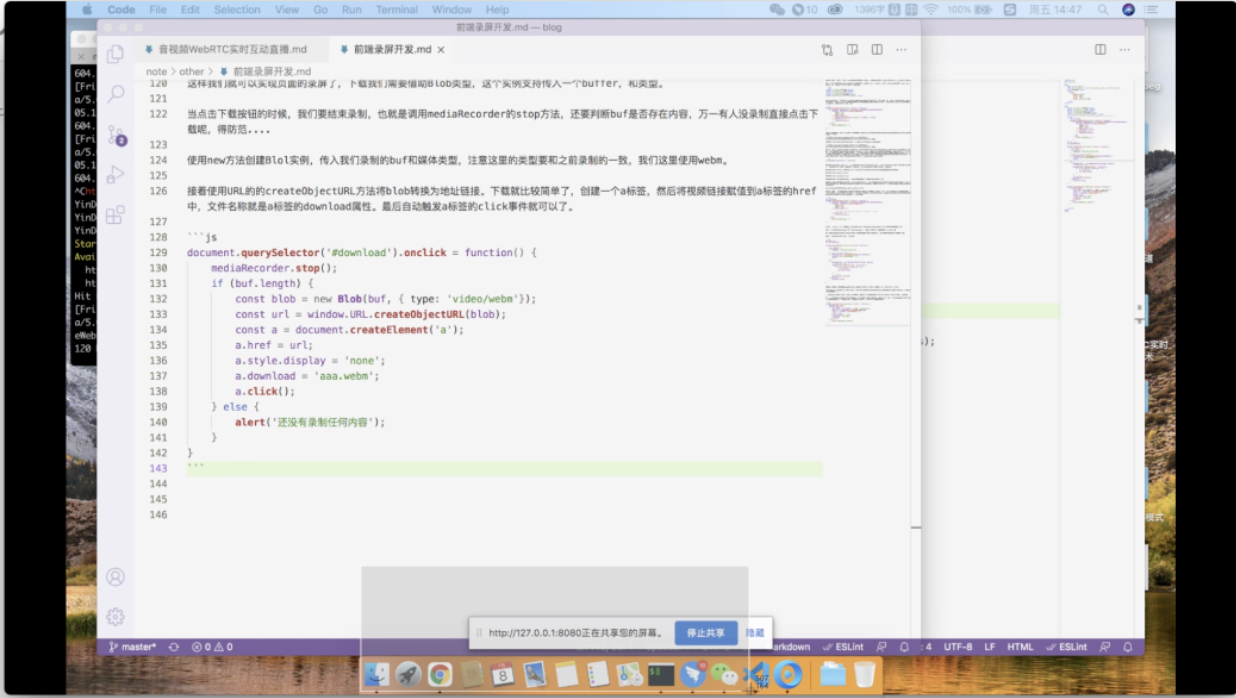 Code File Edit Selection View Go Run Terminal Window Help 10 1396字 100% 周五 14:47
前端录屏开发.md — blog
音视频WebRTC实时互动直播.md 前端录屏开发.md ×
note > other > 前端录屏开发.md
120 这样我们就可以实现页面的录屏了，下载我们需要借助Blob类型，这个实例支持传入一个buffer，和类型。
121
122 当点击下载按钮的时候，我们要结束录制，也就是调用mediaRecorder的stop方法，还要判断buf是否存在内容，万一有人没录制直接点击下
载呢，得防范....
123
124 使用new方法创建Blol实例，传入我们录制的buf和媒体类型，注意这里的类型要和之前录制的一致，我们这里使用webm。
125
126 接着使用URL的的createObjectURL方法将blob转换为地址链接。下载就比较简单了，创建一个a标签，然后将视频链接赋值到a标签的href
中，文件名称就是a标签的download属性。最后自动触发a标签的click事件就可以了。
127
128 ```js
129 document.querySelector('#download').onclick = function() {
130 mediaRecorder.stop();
131 if (buf.length) {
132 const blob = new Blob(buf, { type: 'video/webm'});
133 const url = window.URL.createObjectURL(blob);
134 const a = document.createElement('a');
135 a.href = url;
136 a.style.display = 'none';
137 a.download = 'aaa.webm';
138 a.click();
139 } else {
140 alert('还没有录制任何内容');
141 }
142 }
143 ```
144
145
146
604.
[Fri
a/5.
05.1
604.
[Fri
a/5.
05.1
604.
^C
YinD
YinD
YinD
Star
Avai
ht
ht
Hit
[Fri
a/5.
eWeb
120
2
);
C实时
术
道
模式
http://127.0.0.1:8080正在共享您的屏幕。 停止共享 隐藏
master* 0 0 arkdown ESLint : 4 UTF-8 LF HTML ESLint
8
507
164